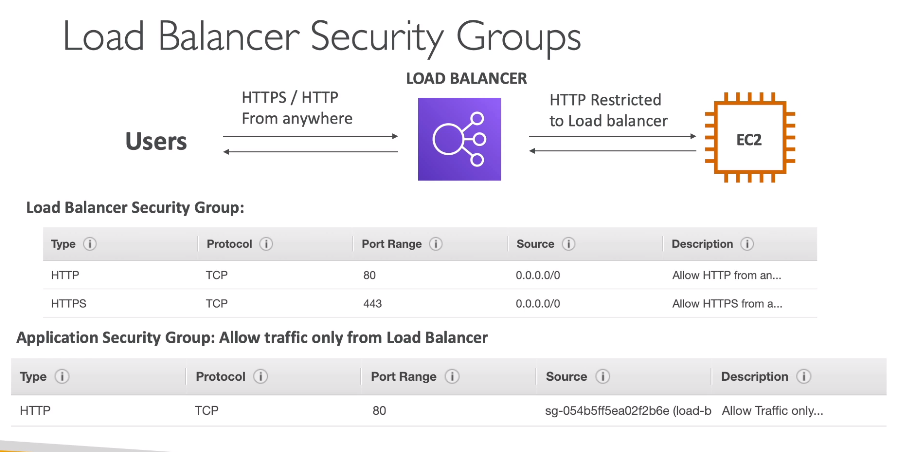 Load Balancer Security Groups
LOAD BALANCER
HTTPS / HTTP
From anywhere
HTTP Restricted
to Load balancer
Users
EC2
Load Balancer Security Group:
Type Protocol Port Range Source Description
HTTP TCP 80 0.0.0.0/0 Allow HTTP from an...
HTTPS TCP 443 0.0.0.0/0 Allow HTTPS from a...
Application Security Group: Allow traffic only from Load Balancer
Type Protocol Port Range Source Description
HTTP TCP 80 sg-054b5ff5ea02f2b6e (load-b Allow Traffic only...